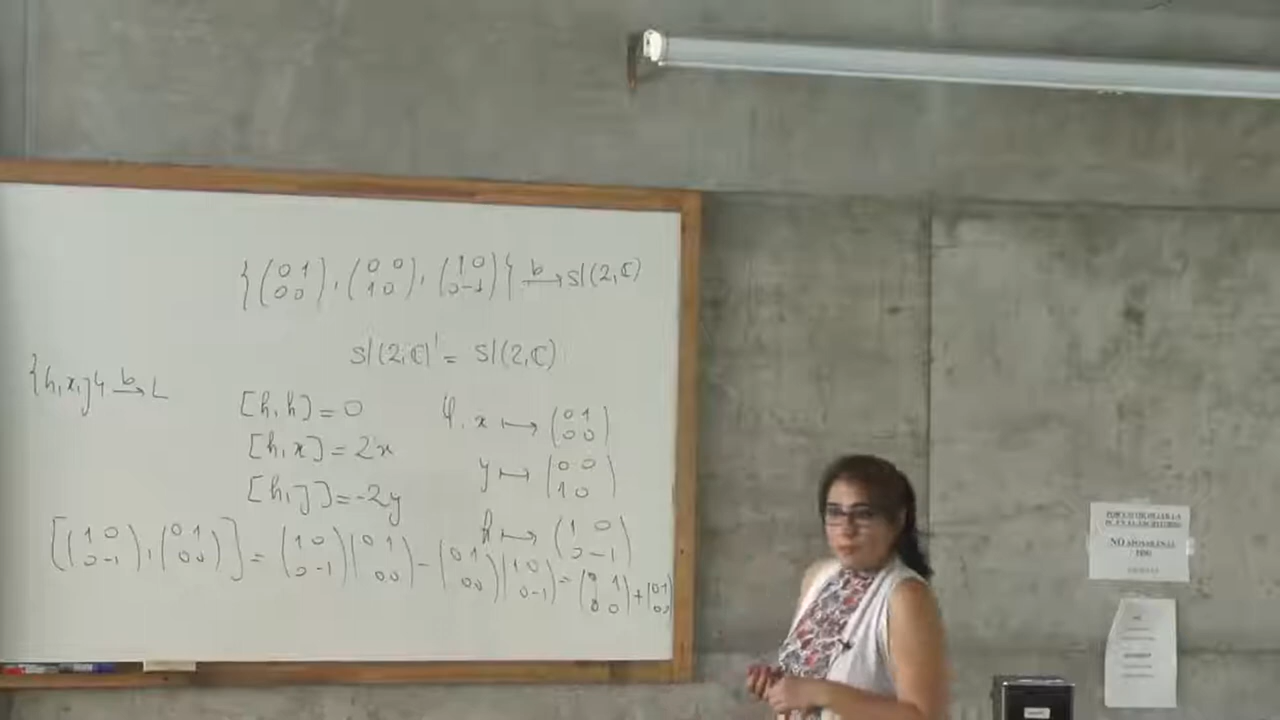 {(0 1 0 0), (0 0 1 0), (1 0 0 -1)} b→ sl(2,ℂ)
sl(2,ℂ)' = sl(2,ℂ)
{h,x,y} b→ L
[h,h]=0
[h,x]=2x
[h,y]=-2y
φ. x ↦ (0 1 0 0)
y ↦ (0 0 1 0)
h ↦ (1 0 0 -1)
[(1 0 0 -1), (0 1 0 0)] = (1 0 0 -1)(0 1 0 0) - (0 1 0 0)(1 0 0 -1) = (0 1 0 0) + (0 1 0 0)